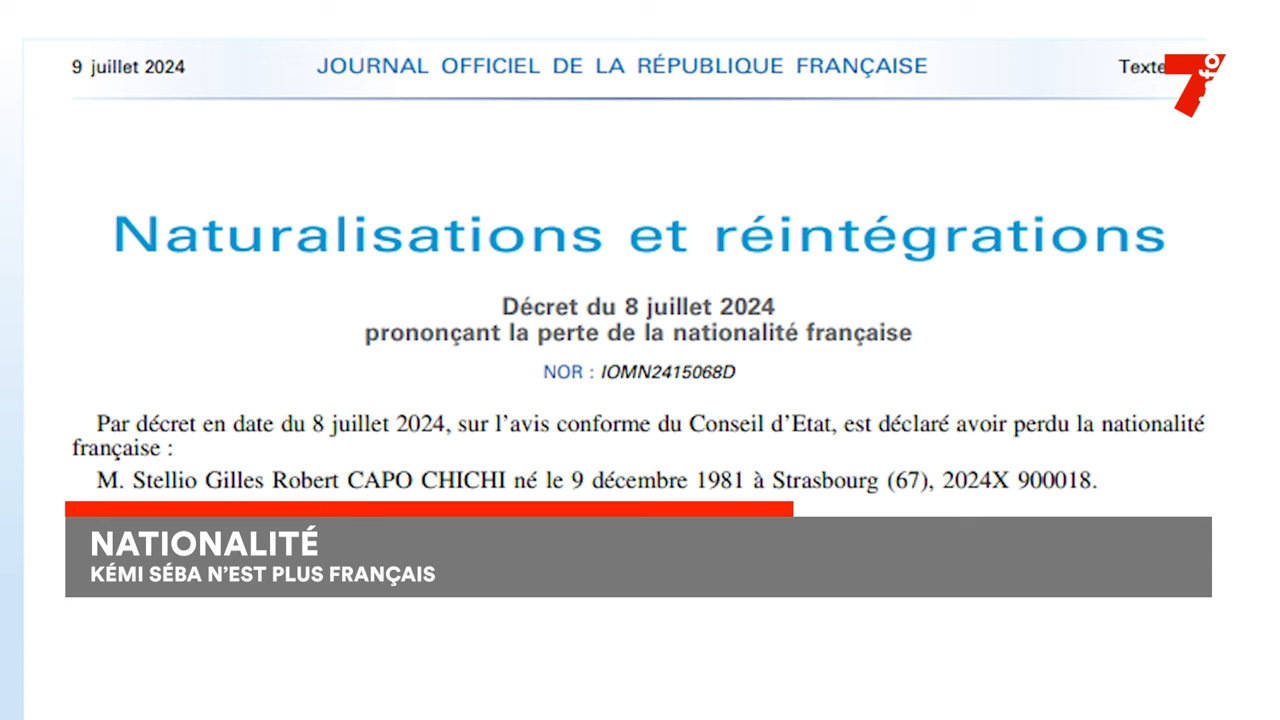 9 juillet 2024
JOURNAL OFFICIEL DE LA RÉPUBLIQUE FRANÇAISE
Texte
7
fo
Naturalisations et réintégrations
Décret du 8 juillet 2024
prononçant la perte de la nationalité française
NOR : IOMN2415068D
Par décret en date du 8 juillet 2024, sur l’avis conforme du Conseil d’Etat, est déclaré avoir perdu la nationalité
française :
M. Stellio Gilles Robert CAPO CHICHI né le 9 décembre 1981 à Strasbourg (67), 2024X 900018.
NATIONALITÉ
KÉMI SÉBA N’EST PLUS FRANÇAIS